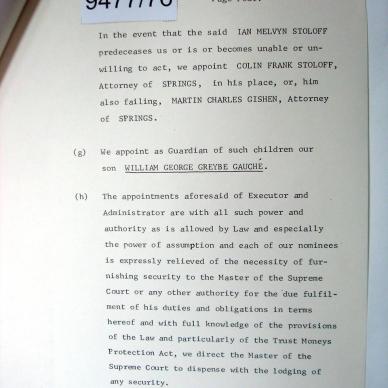 9477/76
In the event that the said IAN MELVYN STOLOFF
predeceases us or is or becomes unable or un-
willing to act, we appoint COLIN FRANK STOLOFF,
Attorney of SPRINGS, in his place, or, him
also failing, MARTIN CHARLES GISHEN, Attorney
of SPRINGS.
(g) We appoint as Guardian of such children our
son WILLIAM GEORGE GREYBE GAUCHÉ.
(h) The appointments aforesaid of Executor and
Administrator are with all such power and
authority as is allowed by Law and especially
the power of assumption and each of our nominees
is expressly relieved of the necessity of fur-
nishing security to the Master of the Supreme
Court or any other authority for the due fulfil-
ment of his duties and obligations in terms
hereof and with full knowledge of the provisions
of the Law and particularly of the Trust Moneys
Protection Act, we direct the Master of the
Supreme Court to dispense with the lodging of
any security.